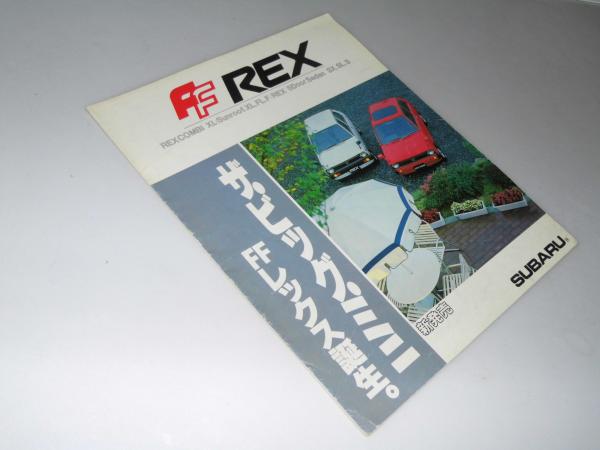 FF REX
REXCOMBI XL/Sunroof XL,FL,F REX 5Door Sedan SX,SL,S
ザ・ビッグ・ミニ
FFレックス誕生。
新発売
SUBARU
REX